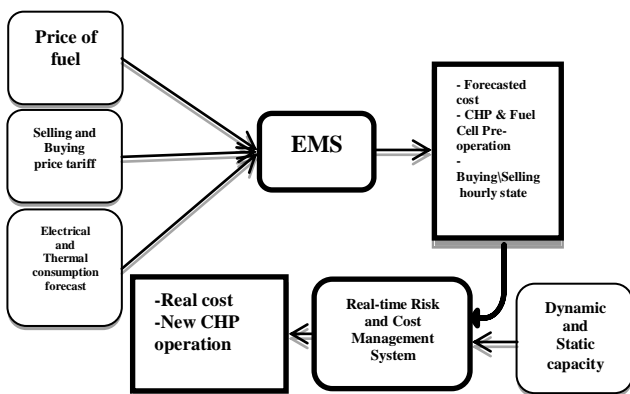 Price of
fuel
Selling and
Buying
price tariff
Electrical
and
Thermal
consumption
forecast
EMS
- Forecasted
cost
- CHP & Fuel
Cell Pre-
operation
-
Buying\Selling
hourly state
-Real cost
-New CHP
operation
Real-time Risk
and Cost
Management
System
Dynamic
and
Static
capacity